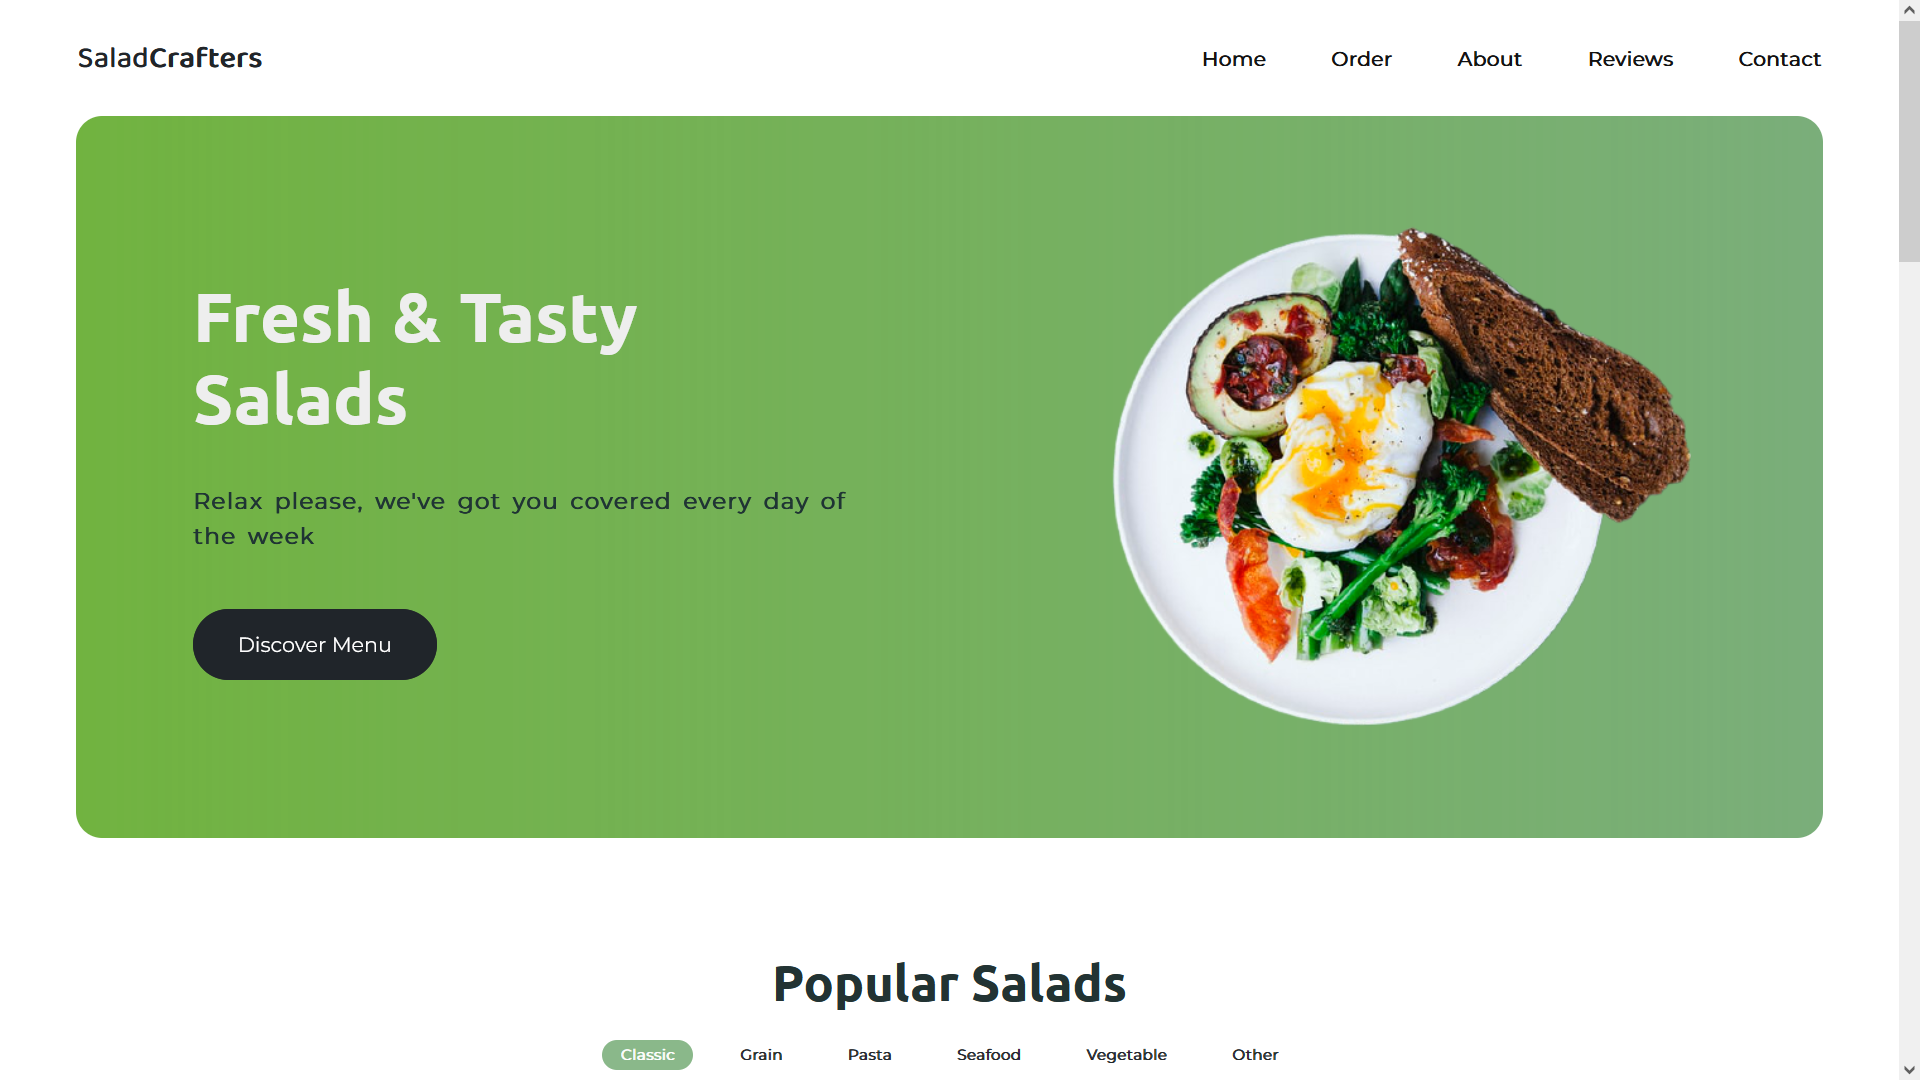 SaladCrafters
Home Order About Reviews Contact
Fresh & Tasty
Salads
Relax please, we've got you covered every day of
the week
Discover Menu
Popular Salads
Classic Grain Pasta Seafood Vegetable Other